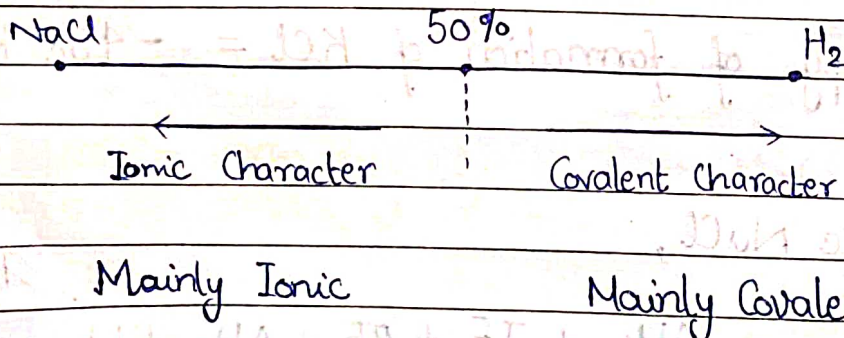 NaCl 50% H2
Ionic Character Covalent Character
Mainly Ionic Mainly Covale